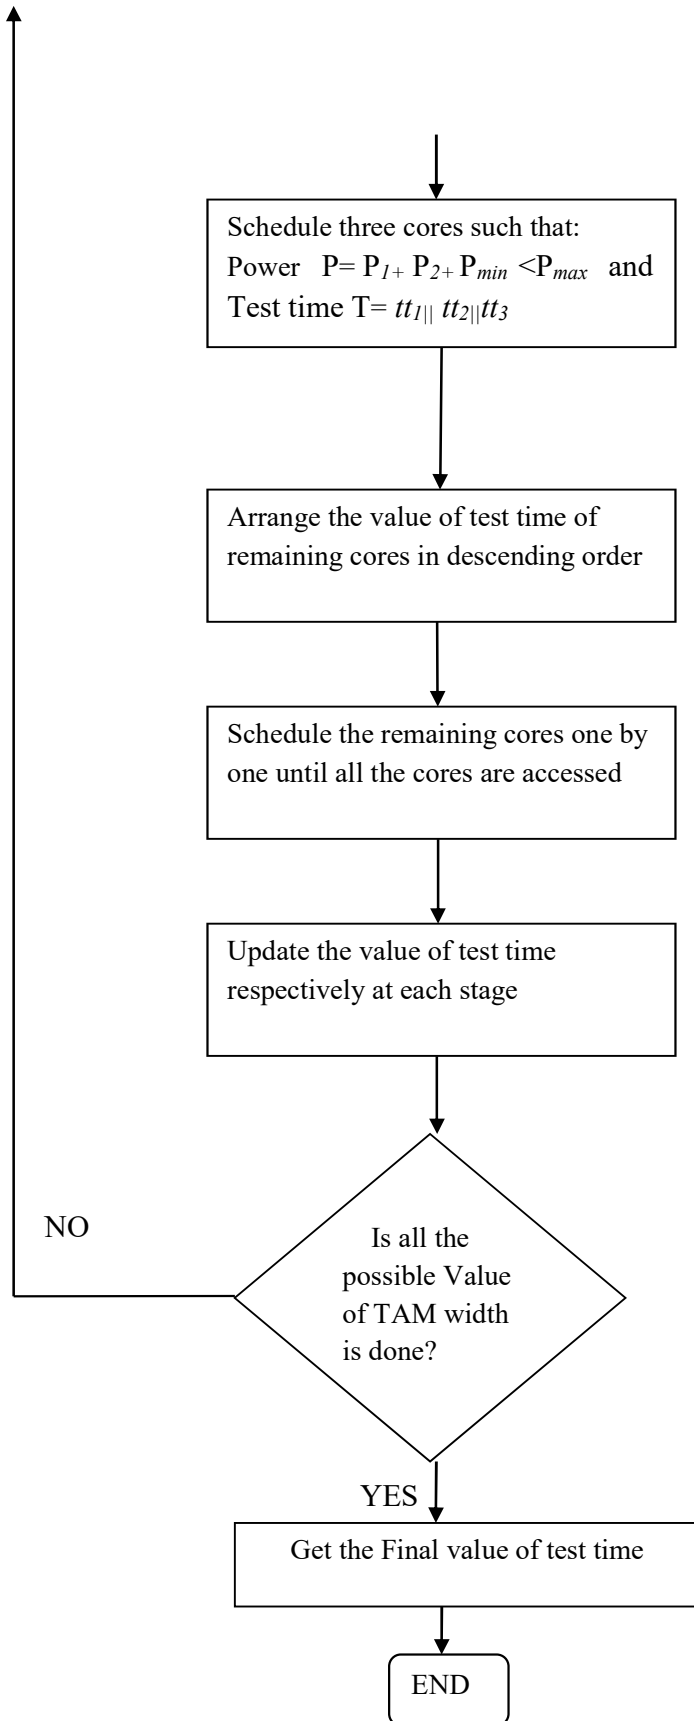 Schedule three cores such that:
Power P= P1+ P2+ Pmin <Pmax and
Test time T= tt1|| tt2||tt3
Arrange the value of test time of
remaining cores in descending order
Schedule the remaining cores one by
one until all the cores are accessed
Update the value of test time
respectively at each stage
NO
Is all the
possible Value
of TAM width
is done?
YES
Get the Final value of test time
END